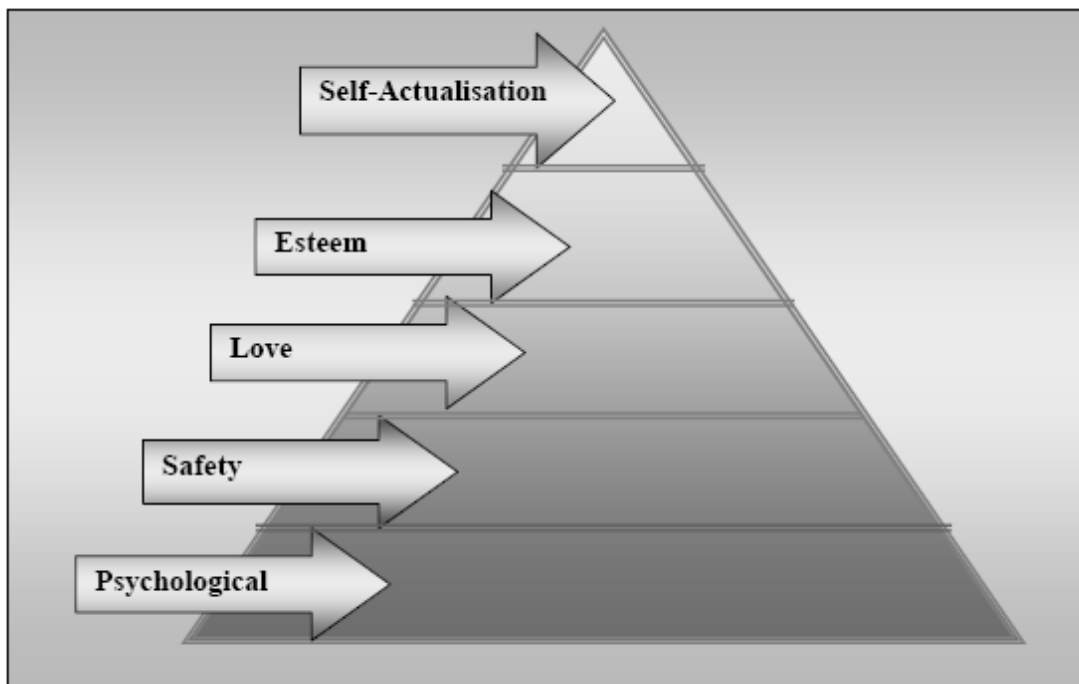 Self-Actualisation
Esteem
Love
Safety
Psychological